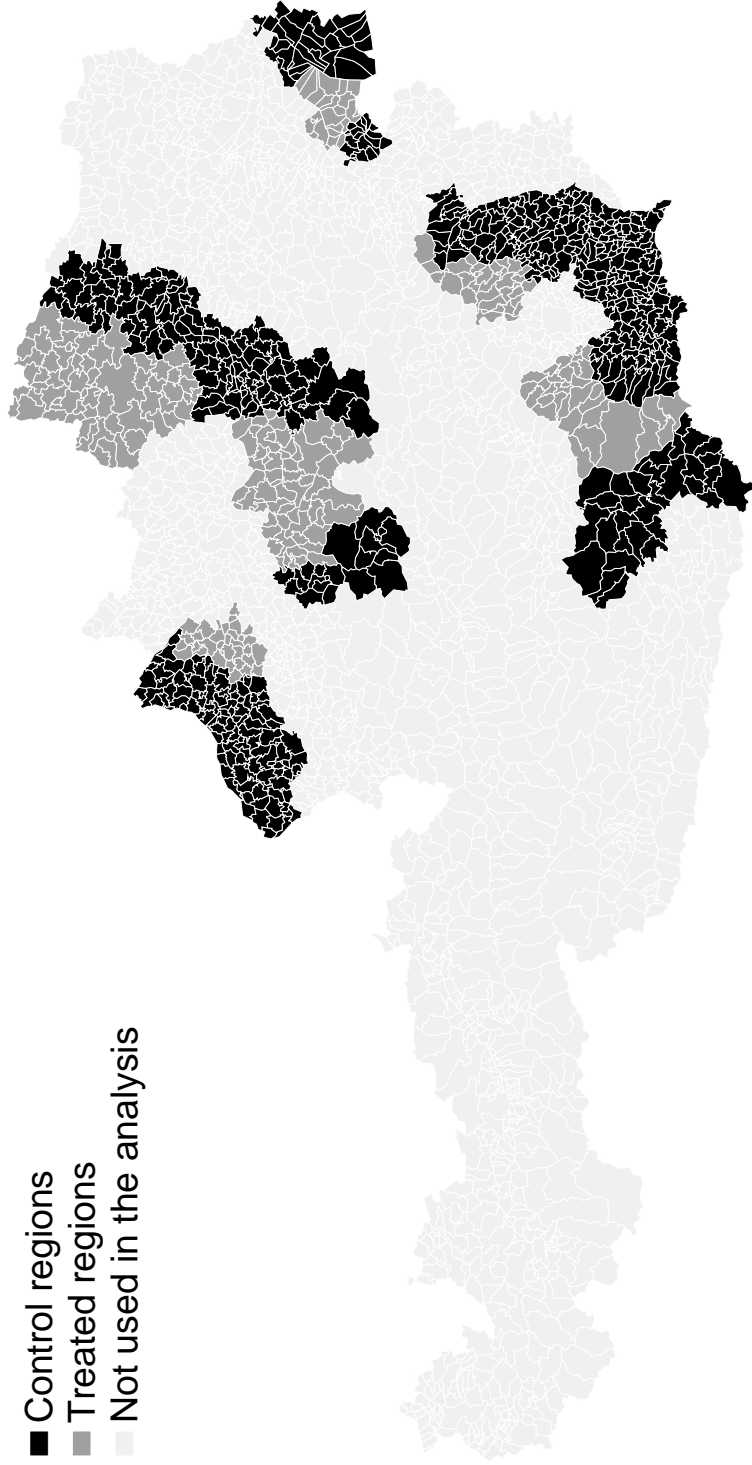 Control regions
Treated regions
Not used in the analysis